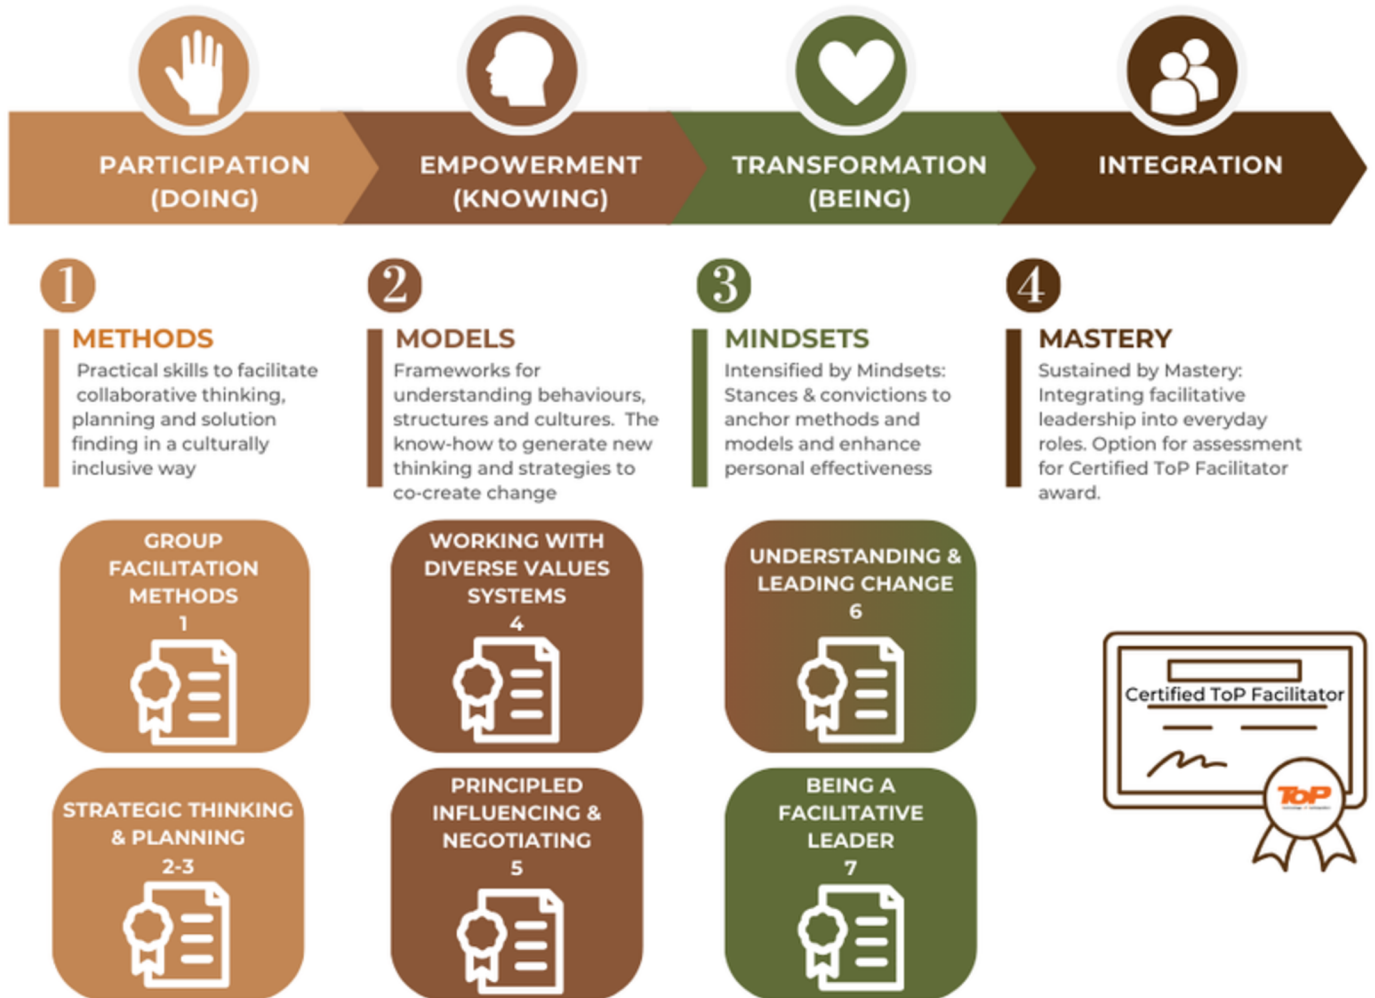 PARTICIPATION
(DOING)
EMPOWERMENT
(KNOWING)
TRANSFORMATION
(BEING)
INTEGRATION
1
METHODS
Practical skills to facilitate
collaborative thinking,
planning and solution
finding in a culturally
inclusive way
2
MODELS
Frameworks for
understanding behaviours,
structures and cultures. The
know-how to generate new
thinking and strategies to
co-create change
3
MINDSETS
Intensified by Mindsets:
Stances & convictions to
anchor methods and
models and enhance
personal effectiveness
4
MASTERY
Sustained by Mastery:
Integrating facilitative
leadership into everyday
roles. Option for assessment
for Certified ToP Facilitator
award.
GROUP
FACILITATION
METHODS
1
WORKING WITH
DIVERSE VALUES
SYSTEMS
4
UNDERSTANDING &
LEADING CHANGE
6
STRATEGIC THINKING
& PLANNING
2-3
PRINCIPLED
INFLUENCING &
NEGOTIATING
5
BEING A
FACILITATIVE
LEADER
7
Certified ToP Facilitator
ToP